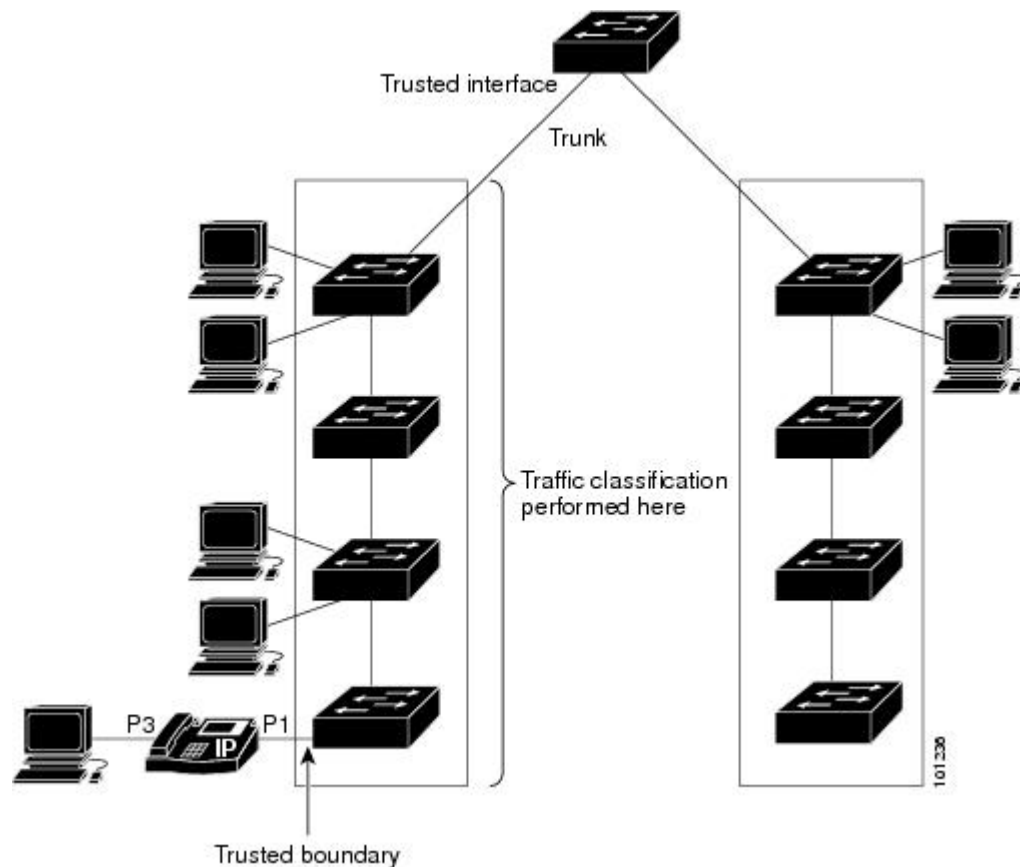 Trusted interface
Trunk
Traffic classification
performed here
P3
IP
P1
101236
Trusted boundary